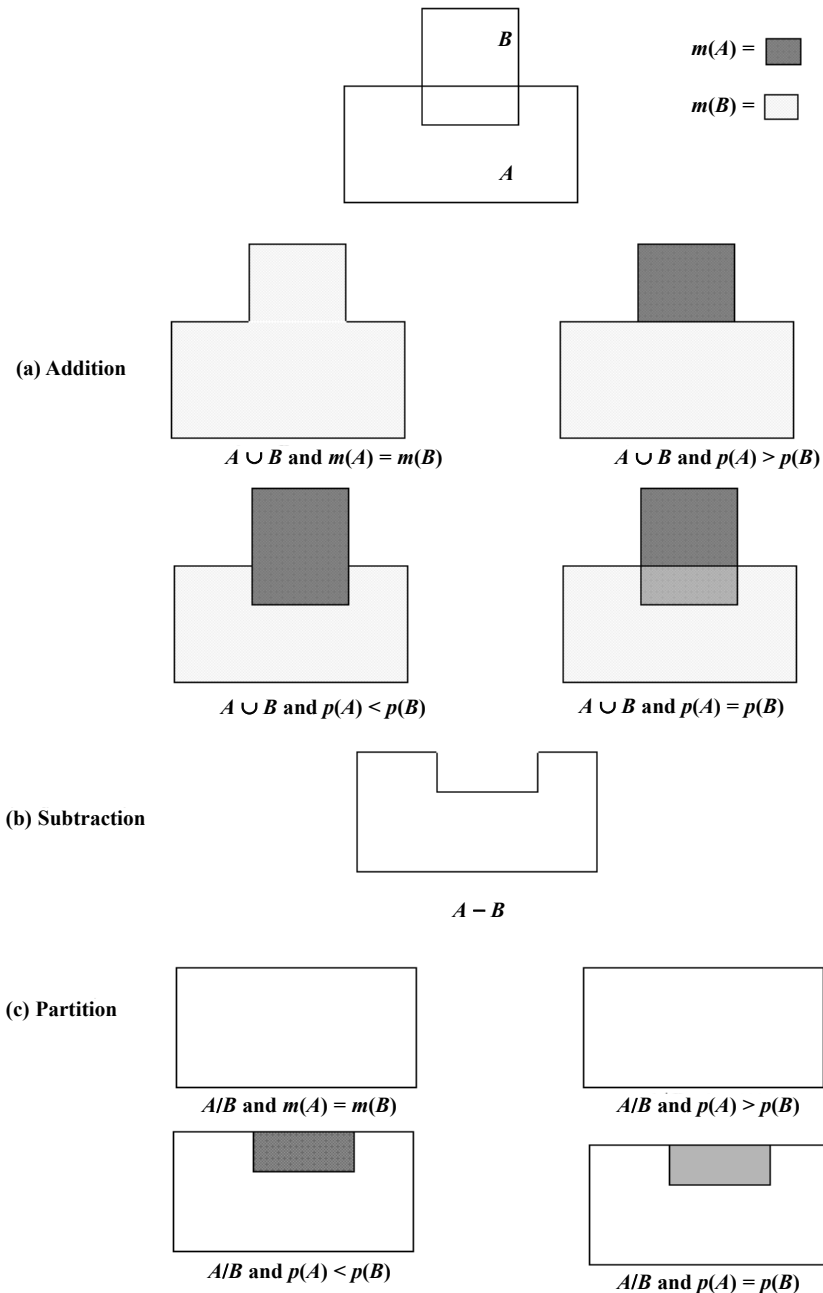 B
m(A) =
m(B) =
A
(a) Addition
A ∪ B and m(A) = m(B)
A ∪ B and p(A) > p(B)
A ∪ B and p(A) < p(B)
A ∪ B and p(A) = p(B)
(b) Subtraction
A – B
(c) Partition
A/B and m(A) = m(B)
A/B and p(A) > p(B)
A/B and p(A) < p(B)
A/B and p(A) = p(B)